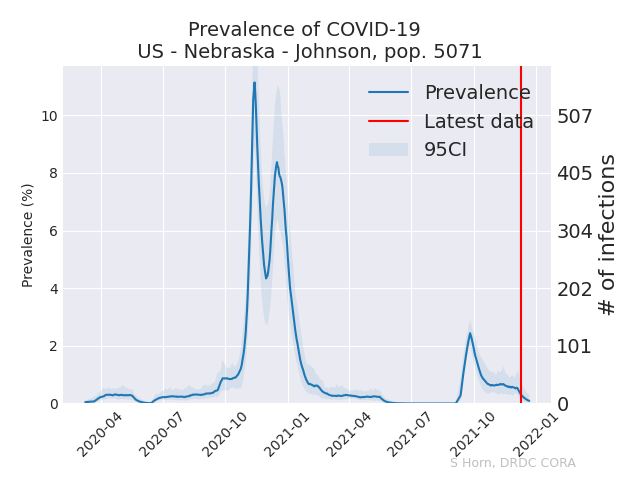 Prevalence of COVID-19
US - Nebraska - Johnson, pop. 5071
Prevalence
Latest data
95CI
Prevalence (%)
10
8
6
4
2
0
507
405
304
202
101
0
# of infections
2020-04
2020-07
2020-10
2021-01
2021-04
2021-07
2021-10
2022-01
S Horn, DRDC CORA